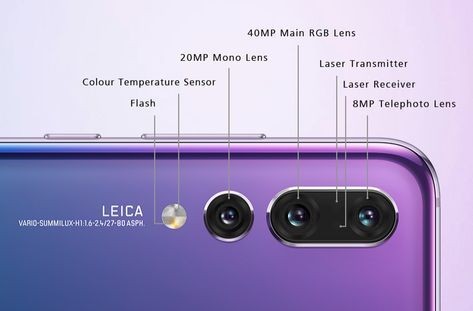 40MP Main RGB Lens
20MP Mono Lens
Laser Transmitter
Colour Temperature Sensor
Laser Receiver
Flash
8MP Telephoto Lens
LEICA
VARIO-SUMMILUX-H1:1.6-2.4/27-80 ASPH.